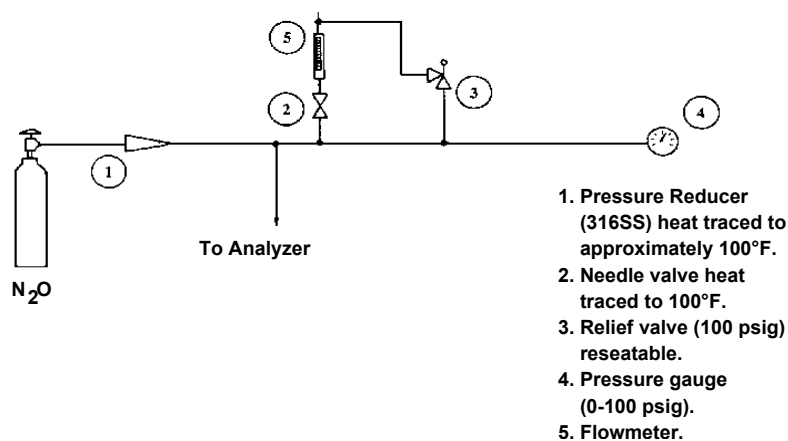 5
2
3
4
1
To Analyzer
N2O
1. Pressure Reducer
(316SS) heat traced to
approximately 100°F.
2. Needle valve heat
traced to 100°F.
3. Relief valve (100 psig)
reseatable.
4. Pressure gauge
(0-100 psig).
5. Flowmeter.